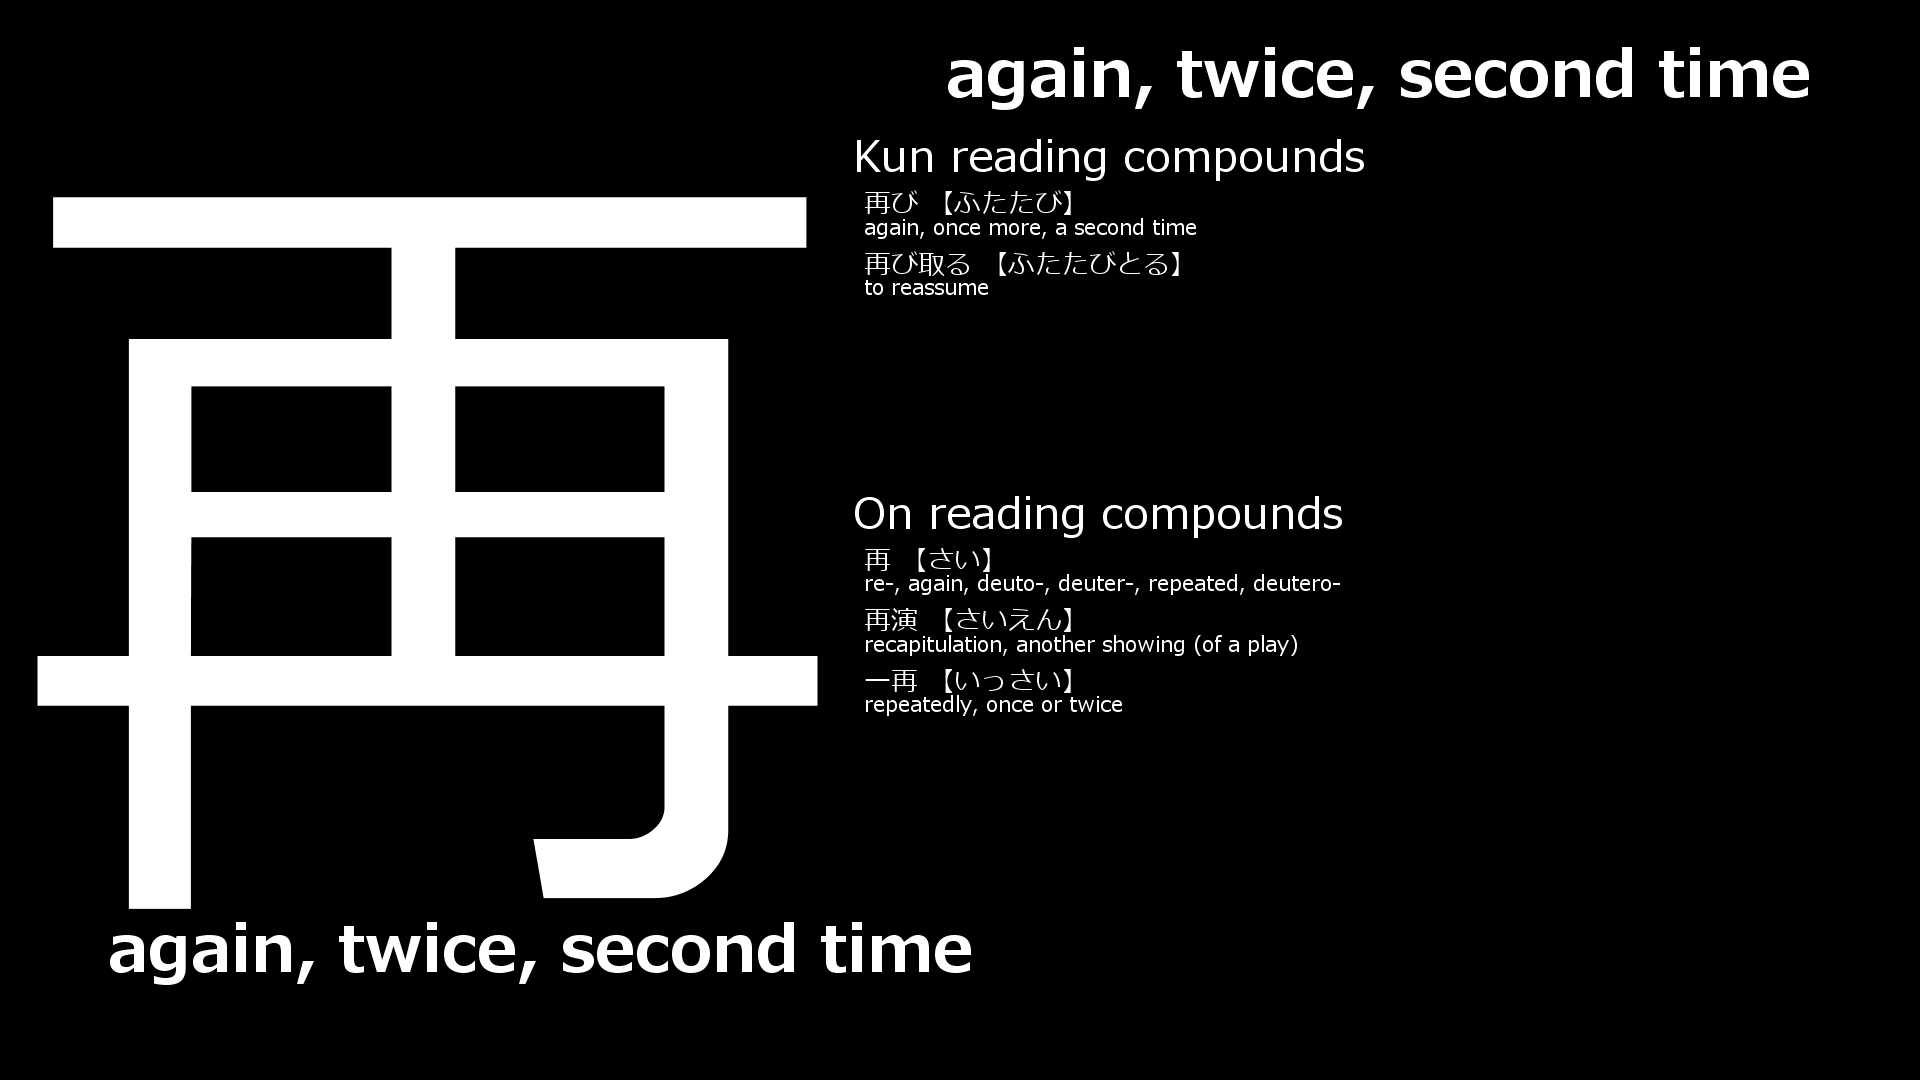 再
again, twice, second time
again, twice, second time
Kun reading compounds
再び 【ふたたび】
again, once more, a second time
再び取る 【ふたたびとる】
to reassume
On reading compounds
再 【さい】
re-, again, deuto-, deuter-, repeated, deutero-
再演 【さいえん】
recapitulation, another showing (of a play)
一再 【いっさい】
repeatedly, once or twice